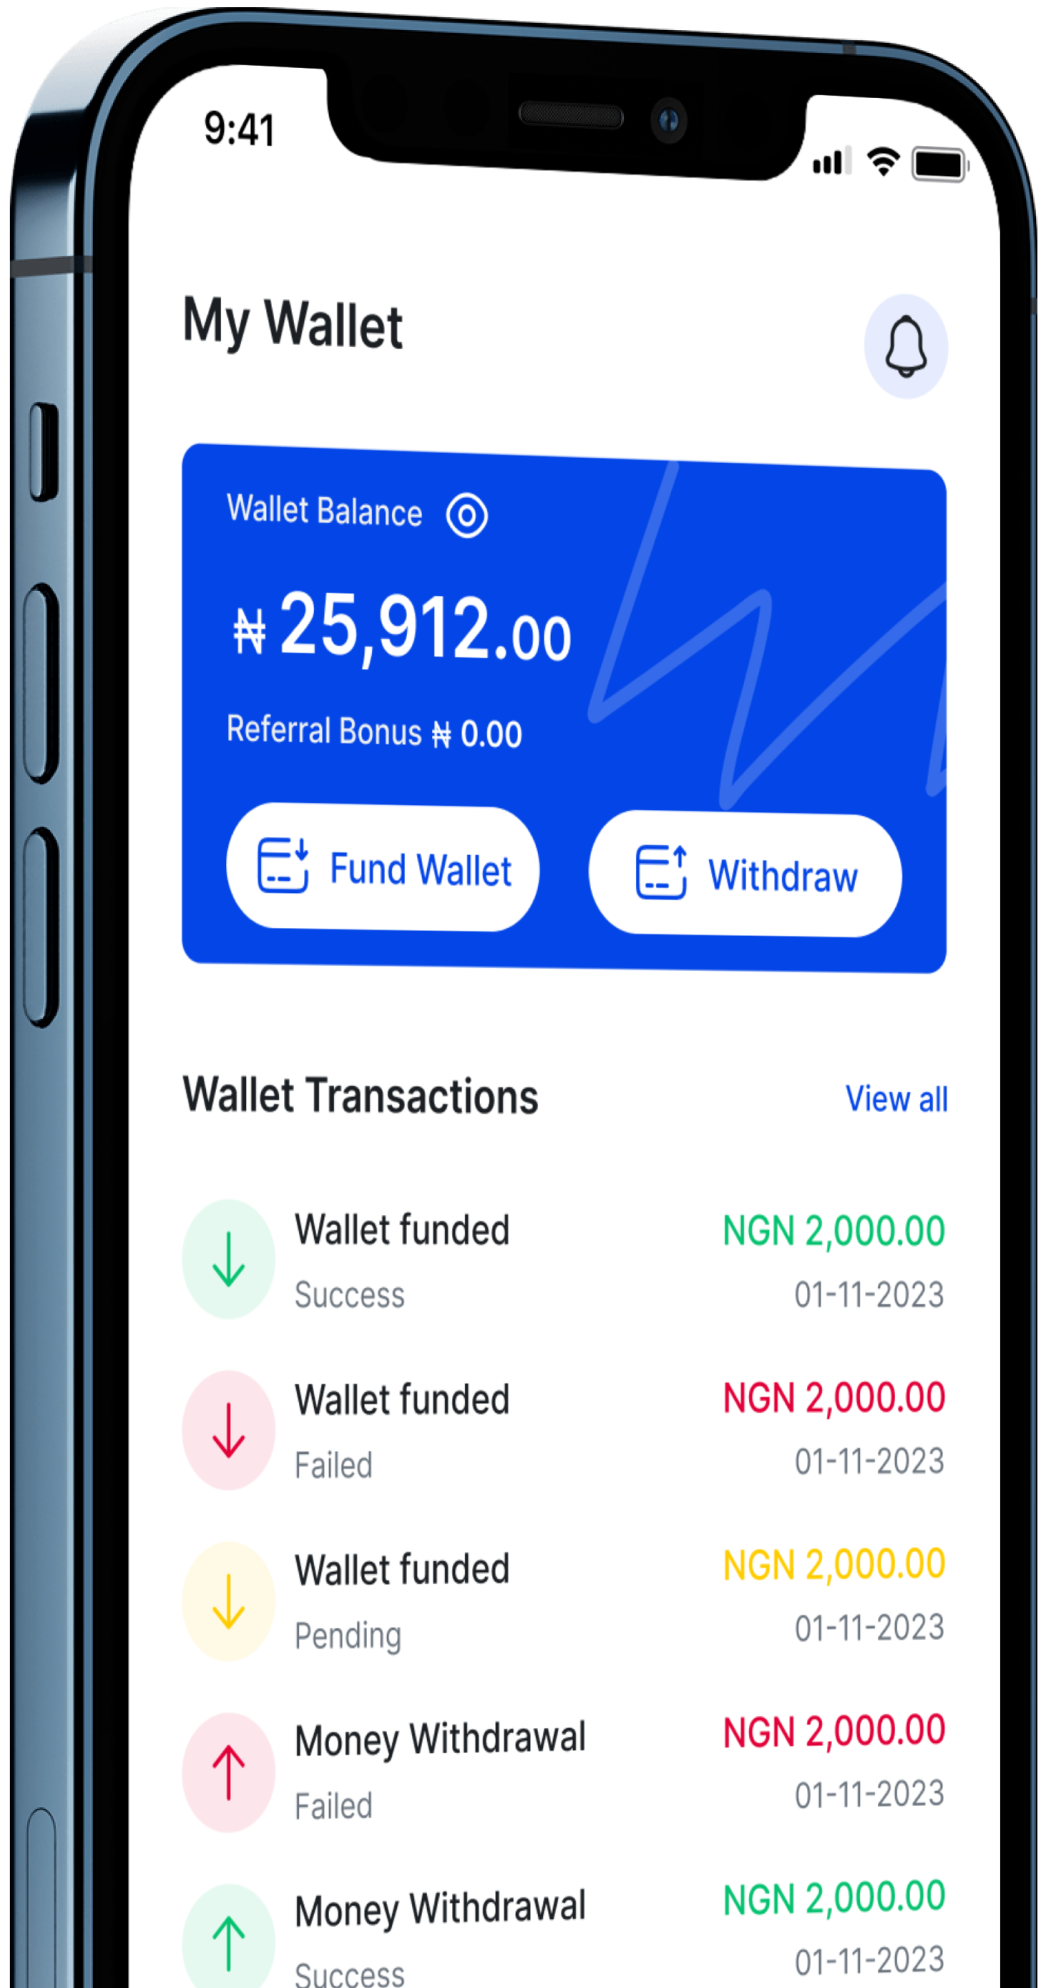 9:41
My Wallet
Wallet Balance
₦ 25,912.00
Referral Bonus ₦ 0.00
Fund Wallet
Withdraw
Wallet Transactions
View all
Wallet funded
NGN 2,000.00
Success
01-11-2023
Wallet funded
NGN 2,000.00
Failed
01-11-2023
Wallet funded
NGN 2,000.00
Pending
01-11-2023
Money Withdrawal
NGN 2,000.00
Failed
01-11-2023
Money Withdrawal
NGN 2,000.00
Success
01-11-2023